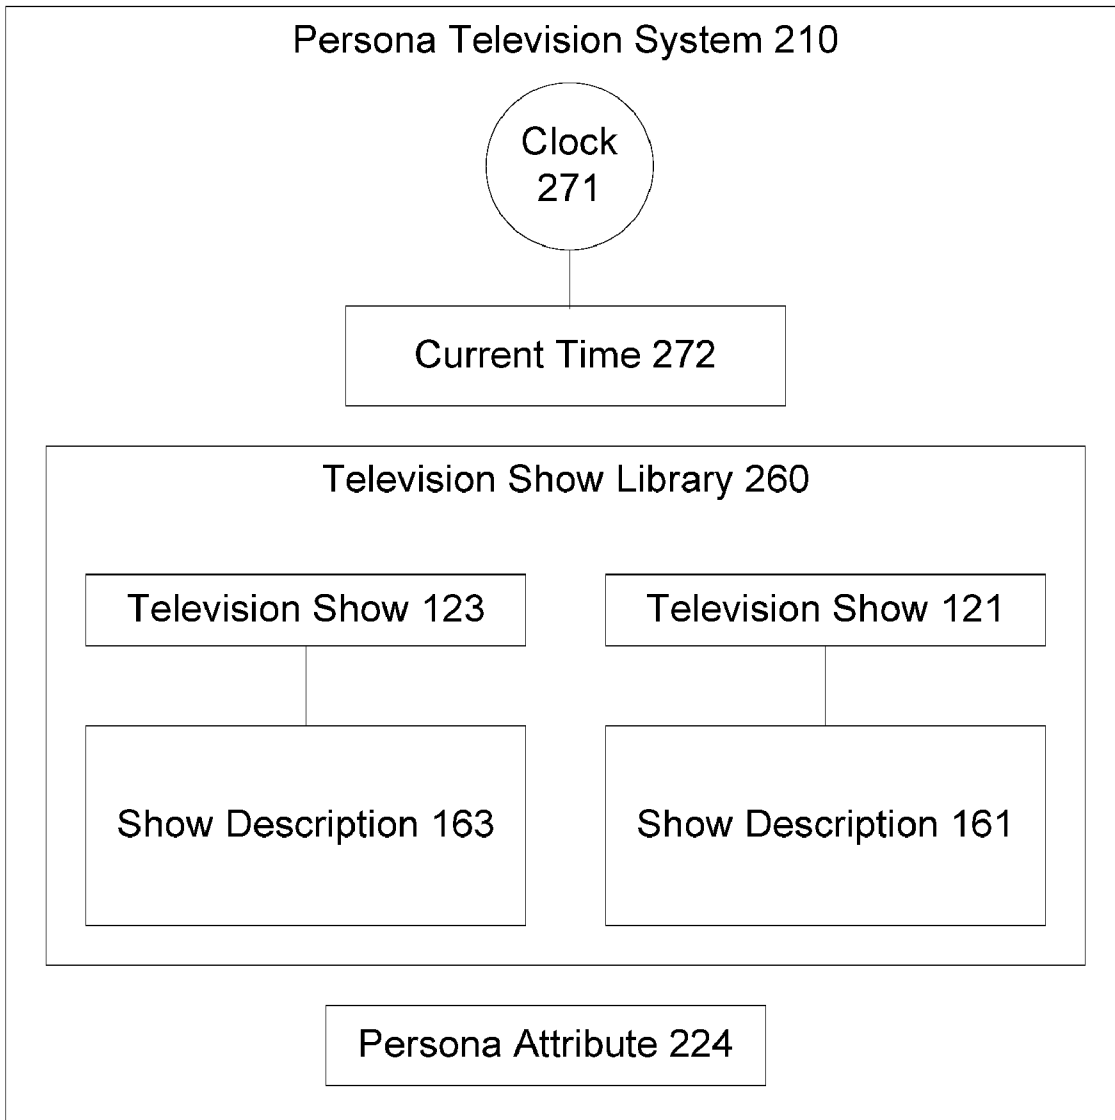 Persona Television System 210
Clock
271
Current Time 272
Television Show Library 260
Television Show 123
Television Show 121
Show Description 163
Show Description 161
Persona Attribute 224